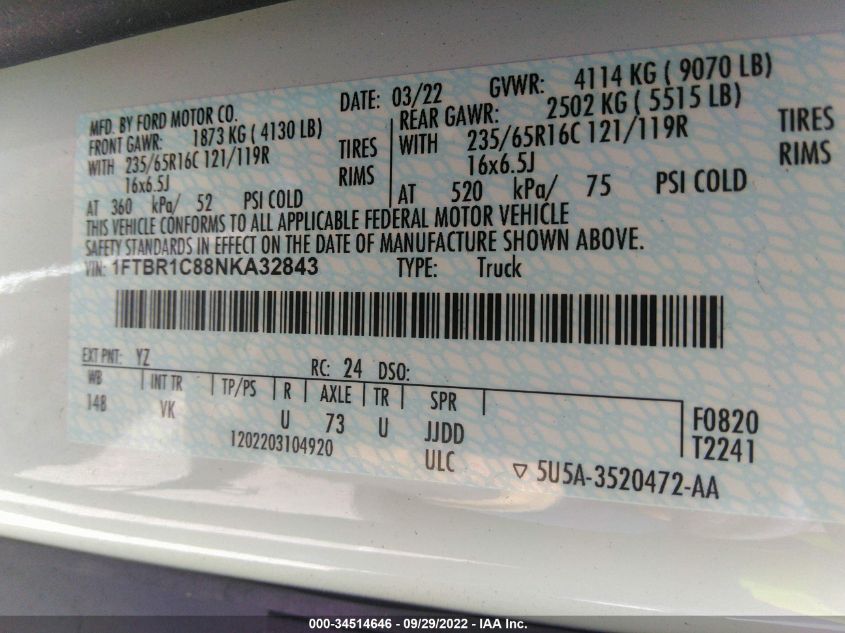 MFD. BY FORD MOTOR CO. DATE: 03/22 GVWR: 4114 KG ( 9070 LB)
FRONT GAWR: 1873 KG ( 4130 LB) REAR GAWR: 2502 KG ( 5515 LB)
WITH 235/65R16C 121/119R TIRES WITH 235/65R16C 121/119R TIRES
16x6.5J RIMS 16x6.5J RIMS
AT 360 kPa/ 52 PSI COLD AT 520 kPa/ 75 PSI COLD
THIS VEHICLE CONFORMS TO ALL APPLICABLE FEDERAL MOTOR VEHICLE
SAFETY STANDARDS IN EFFECT ON THE DATE OF MANUFACTURE SHOWN ABOVE.
VIN: 1FTBR1C88NKA32843 TYPE: Truck
EXT PNT: YZ RC: 24 DSO:
WB INT TR TP/PS R AXLE TR SPR
148 VK U 73 U JJDD F0820
1202203104920 ULC T2241
▽ 5U5A-3520472-AA
000-34514646 - 09/29/2022 - IAA Inc.